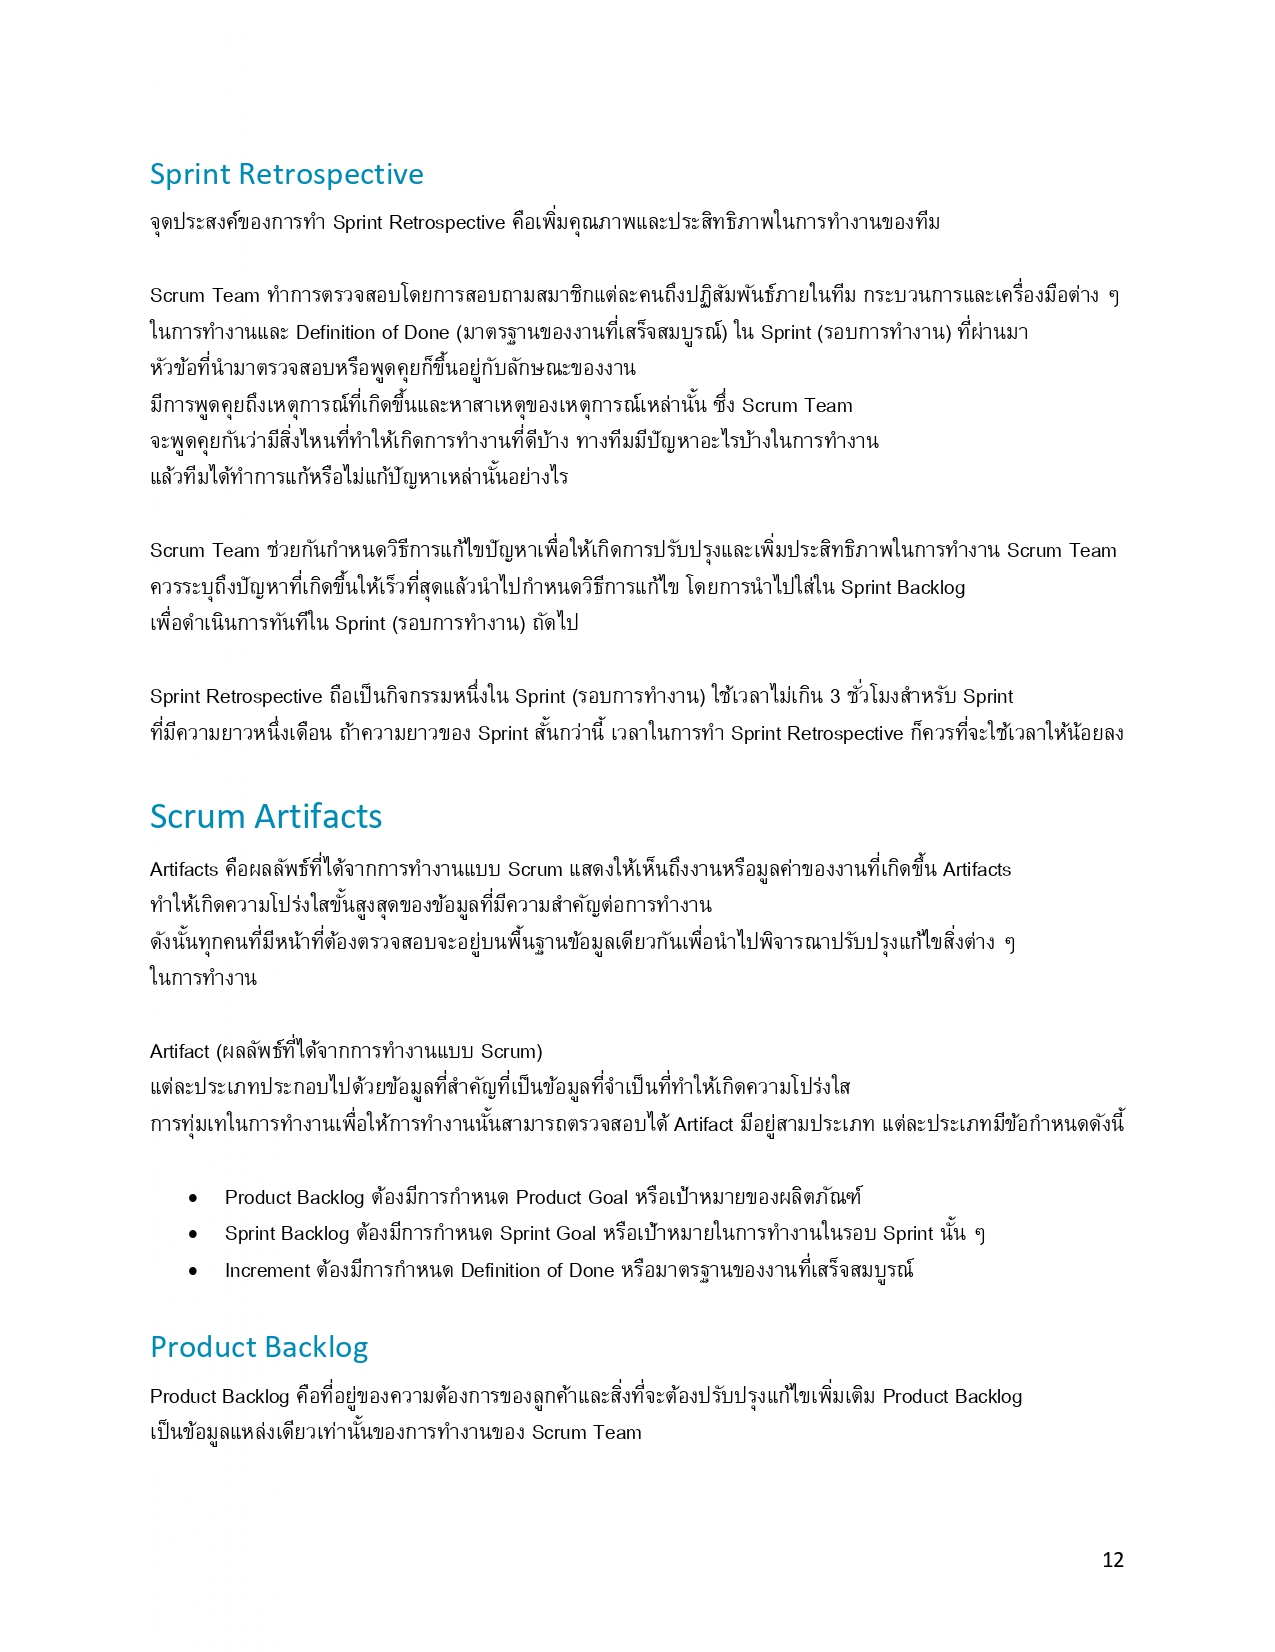 Sprint Retrospective
จุดประสงค์ของการทำ Sprint Retrospective คือเพิ่มคุณภาพและประสิทธิภาพในการทำงานของทีม
Scrum Team ทำการตรวจสอบโดยการสอบถามสมาชิกแต่ละคนถึงปฏิสัมพันธ์ภายในทีม กระบวนการและเครื่องมือต่าง ๆ
ในการทำงานและ Definition of Done (มาตรฐานของงานที่เสร็จสมบูรณ์) ใน Sprint (รอบการทำงาน) ที่ผ่านมา
หัวข้อที่นำมาตรวจสอบหรือพูดคุยก็ขึ้นอยู่กับลักษณะของงาน
มีการพูดคุยถึงเหตุการณ์ที่เกิดขึ้นและหาสาเหตุของเหตุการณ์เหล่านั้น ซึ่ง Scrum Team
จะพูดคุยกันว่ามีสิ่งไหนที่ทำให้เกิดการทำงานที่ดีบ้าง ทางทีมมีปัญหาอะไรบ้างในการทำงาน
แล้วทีมได้ทำการแก้หรือไม่แก้ปัญหาเหล่านั้นอย่างไร
Scrum Team ช่วยกันกำหนดวิธีการแก้ไขปัญหาเพื่อให้เกิดการปรับปรุงและเพิ่มประสิทธิภาพในการทำงาน Scrum Team
ควรระบุถึงปัญหาที่เกิดขึ้นให้เร็วที่สุดแล้วนำไปกำหนดวิธีการแก้ไข โดยการนำไปใส่ใน Sprint Backlog
เพื่อดำเนินการทันทีใน Sprint (รอบการทำงาน) ถัดไป
Sprint Retrospective ถือเป็นกิจกรรมหนึ่งใน Sprint (รอบการทำงาน) ใช้เวลาไม่เกิน 3 ชั่วโมงสำหรับ Sprint
ที่มีความยาวหนึ่งเดือน ถ้าความยาวของ Sprint สั้นกว่านี้ เวลาในการทำ Sprint Retrospective ก็ควรที่จะใช้เวลาให้น้อยลง
Scrum Artifacts
Artifacts คือผลลัพธ์ที่ได้จากการทำงานแบบ Scrum แสดงให้เห็นถึงงานหรือมูลค่าของงานที่เกิดขึ้น Artifacts
ทำให้เกิดความโปร่งใสขั้นสูงสุดของข้อมูลที่มีความสำคัญต่อการทำงาน
ดังนั้นทุกคนที่มีหน้าที่ต้องตรวจสอบจะอยู่บนพื้นฐานข้อมูลเดียวกันเพื่อนำไปพิจารณาปรับปรุงแก้ไขสิ่งต่าง ๆ
ในการทำงาน
Artifact (ผลลัพธ์ที่ได้จากการทำงานแบบ Scrum)
แต่ละประเภทประกอบไปด้วยข้อมูลที่สำคัญที่เป็นข้อมูลที่จำเป็นที่ทำให้เกิดความโปร่งใส
การทุ่มเทในการทำงานเพื่อให้การทำงานนั้นสามารถตรวจสอบได้ Artifact มีอยู่สามประเภท แต่ละประเภทมีข้อกำหนดดังนี้
• Product Backlog ต้องมีการกำหนด Product Goal หรือเป้าหมายของผลิตภัณฑ์
• Sprint Backlog ต้องมีการกำหนด Sprint Goal หรือเป้าหมายในการทำงานในรอบ Sprint นั้น ๆ
• Increment ต้องมีการกำหนด Definition of Done หรือมาตรฐานของงานที่เสร็จสมบูรณ์
Product Backlog
Product Backlog คือที่อยู่ของความต้องการของลูกค้าและสิ่งที่จะต้องปรับปรุงแก้ไขเพิ่มเติม Product Backlog
เป็นข้อมูลแหล่งเดียวเท่านั้นของการทำงานของ Scrum Team
12